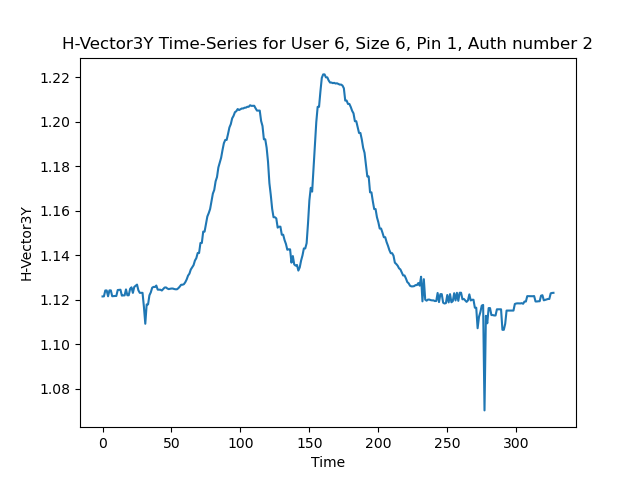 H-Vector3Y Time-Series for User 6, Size 6, Pin 1, Auth number 2
1.22
1.20
1.18
1.16
1.14
1.12
1.10
1.08
H-Vector3Y
0 50 100 150 200 250 300
Time